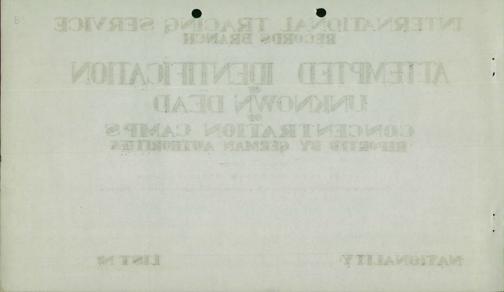 INTERNATIONAL TRACING SERVICE
RECORDS BRANCH
ATTEMPTED IDENTIFICATION
OF
UNKNOWN DEAD
OF
CONCENTRATION CAMPS
REPORTED BY GERMAN AUTHORITIES
NATIONALITY LIST Nº